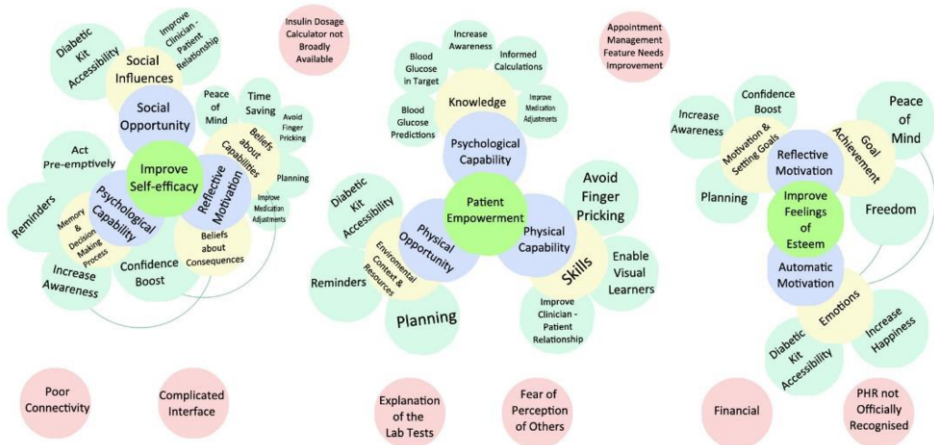 Insulin Dosage
Calculator not
Broadly
Available
Appointment
Management
Feature Needs
Improvement
Diabetic
Kit
Accessibility
Improve
Clinician -
Patient
Relationship
Social
Influences
Social
Opportunity
Peace
of
Mind
Time
Saving
Avoid
Finger
Pricking
Beliefs
about
Capabilities
Planning
Improve
Medication
Adjustments
Act
Pre-emptively
Improve
Self-efficacy
Reflective
Motivation
Psychological
Capability
Reminders
Memory
&
Decision
Making
Process
Beliefs
about
Consequences
Increase
Awareness
Confidence
Boost
Increase
Awareness
Informed
Calculations
Blood
Glucose
in Target
Blood
Glucose
Predictions
Improve
Medication
Adjustments
Knowledge
Psychological
Capability
Patient
Empowerment
Diabetic
Kit
Accessibility
Physical
Opportunity
Physical
Capability
Enviromental
Context &
Resources
Reminders
Planning
Avoid
Finger
Pricking
Skills
Enable
Visual
Learners
Improve
Clinician -
Patient
Relationship
Increase
Awareness
Confidence
Boost
Motivation
&
Setting Goals
Planning
Reflective
Motivation
Goal
Achievement
Peace
of
Mind
Freedom
Improve
Feelings
of
Esteem
Automatic
Motivation
Emotions
Diabetic
Kit
Accessibility
Increase
Happiness
Poor
Connectivity
Complicated
Interface
Explanation
of the
Lab Tests
Fear of
Perception
of Others
Financial
PHR not
Officially
Recognised